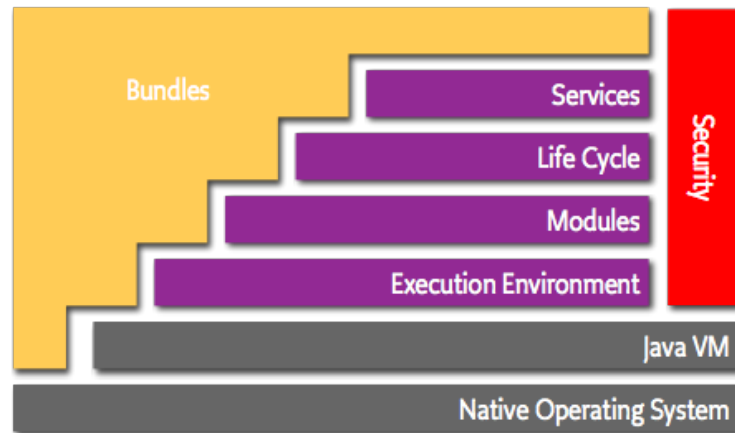 Bundles
Services
Life Cycle
Modules
Execution Environment
Java VM
Native Operating System
Security